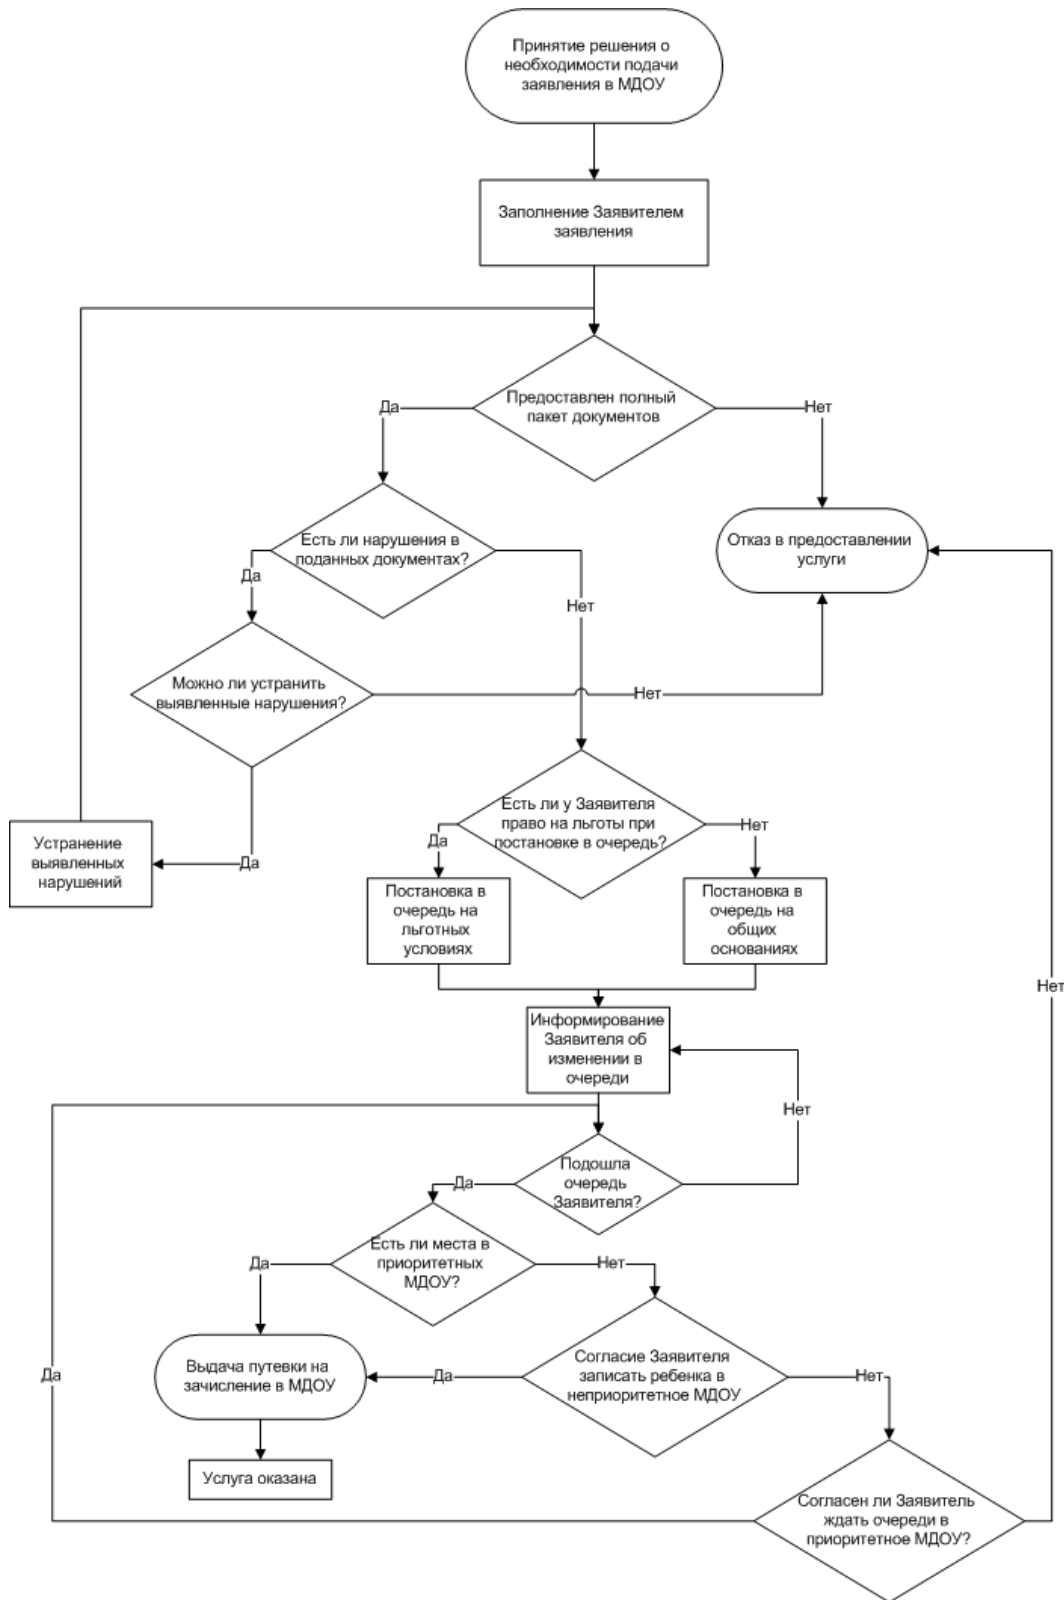 Принятие решения о
необходимости подачи
заявления в МДОУ
Заполнение Заявителем
заявления
Предоставлен полный
пакет документов
Да
Нет
Есть ли нарушения в
поданных документах?
Отказ в предоставлении
услуги
Да
Нет
Можно ли устранить
выявленные нарушения?
Нет
Есть ли у Заявителя
право на льготы при
постановке в очередь?
Да
Нет
Устранение
выявленных
нарушений
Да
Постановка в
очередь на
льготных
условиях
Постановка в
очередь на
общих
основаниях
Нет
Информирование
Заявителя об
изменении в
очереди
Нет
Подошла
очередь
Заявителя?
Да
Есть ли места в
приоритетных
МДОУ?
Да
Нет
Выдача путевки на
зачисление в МДОУ
Да
Согласие Заявителя
записать ребенка в
неприоритетное МДОУ
Да
Нет
Услуга оказана
Согласен ли Заявитель
ждать очереди в
приоритетное МДОУ?